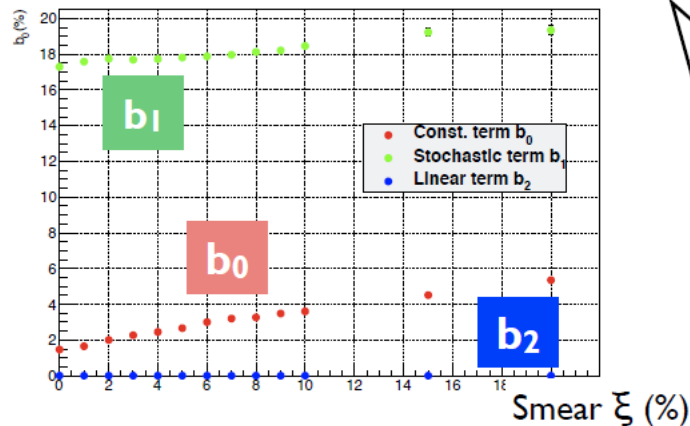 20
18
16
14
12
10
8
6
4
2
0
b₀(%)
b₁
Const. term b₀
Stochastic term b₁
Linear term b₂
b₀
b₂
0 2 4 6 8 10 12 14 16
Smear ξ (%)